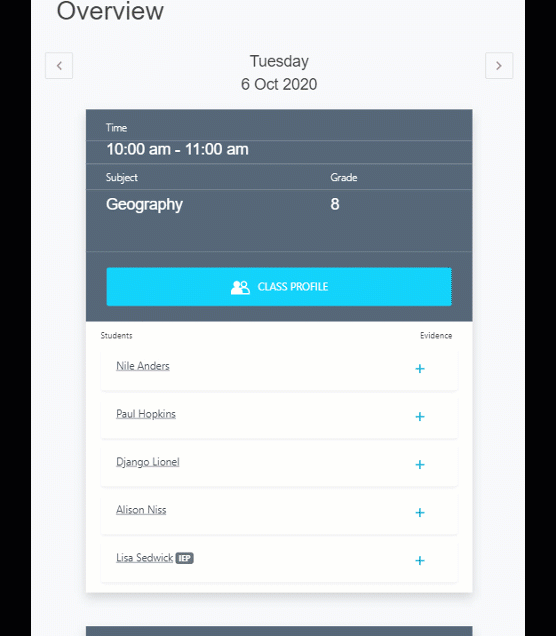 Overview
Tuesday
6 Oct 2020
Time
10:00 am - 11:00 am
Subject Grade
Geography 8
CLASS PROFILE
Students Evidence
Nile Anders +
Paul Hopkins +
Django Lionel +
Alison Niss +
Lisa Sedwick IEP +